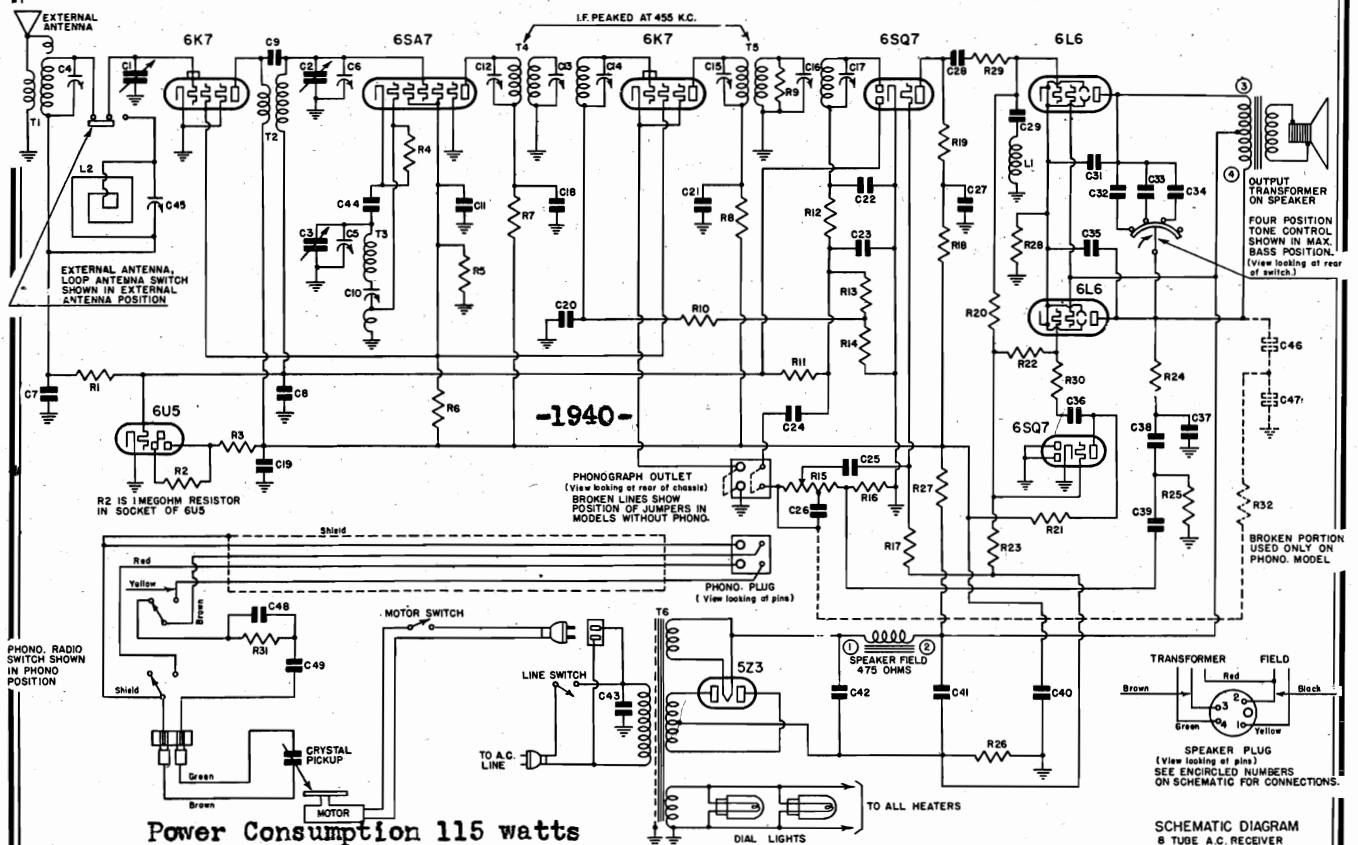 EXTERNAL
ANTENNA
I.F. PEAKED AT 455 K.C.
6K7
C9
6SA7
T4
6K7
T5
6SQ7
6L6
C4
C1
C2
C6
C12
C13
C14
C15
C16
C17
R9
C28
R29
3
T1
T2
R4
C29
R19
L1
C31
C32
C33
C34
4
OUTPUT
TRANSFORMER
ON SPEAKER
L2
C45
C44
C11
R7
C18
C21
R8
R12
C22
C27
FOUR POSITION
TONE CONTROL
SHOWN IN MAX.
BASS POSITION.
(View looking at rear
of switch.)
C3
C5
T3
R5
C23
R18
R28
C35
EXTERNAL ANTENNA,
LOOP ANTENNA SWITCH
SHOWN IN EXTERNAL
ANTENNA POSITION
C10
R13
6L6
C20
R10
R14
R20
C46
R1
R11
R22
R24
C7
C8
R30
C47
6U5
R6
-1940-
C24
C36
C38
C37
R3
6SQ7
C19
R2
PHONOGRAPH OUTLET
(View looking at rear of chassis)
BROKEN LINES SHOW
POSITION OF JUMPERS IN
MODELS WITHOUT PHONO.
R15
C25
R16
R27
C26
R25
R32
R2 IS 1 MEGOHM RESISTOR
IN SOCKET OF 6U5
C39
R21
Shield
R17
R23
BROKEN PORTION
USED ONLY ON
PHONO. MODEL
Red
Yellow
PHONO. PLUG
(View looking at pins)
Brown
C48
MOTOR SWITCH
T6
R31
PHONO. RADIO
SWITCH SHOWN
IN PHONO
POSITION
1
2
SPEAKER FIELD
475 OHMS
C49
5Z3
TRANSFORMER
FIELD
Red
Shield
LINE SWITCH
C43
C42
C41
C40
Brown
2
Black
3
4
1
Green
Yellow
CRYSTAL
PICKUP
TO A.C.
LINE
R26
SPEAKER PLUG
(View looking at pins)
SEE ENCIRCLED NUMBERS
ON SCHEMATIC FOR CONNECTIONS.
Green
Brown
MOTOR
TO ALL HEATERS
Power Consumption 115 watts
DIAL LIGHTS
SCHEMATIC DIAGRAM
8 TUBE A.C. RECEIVER